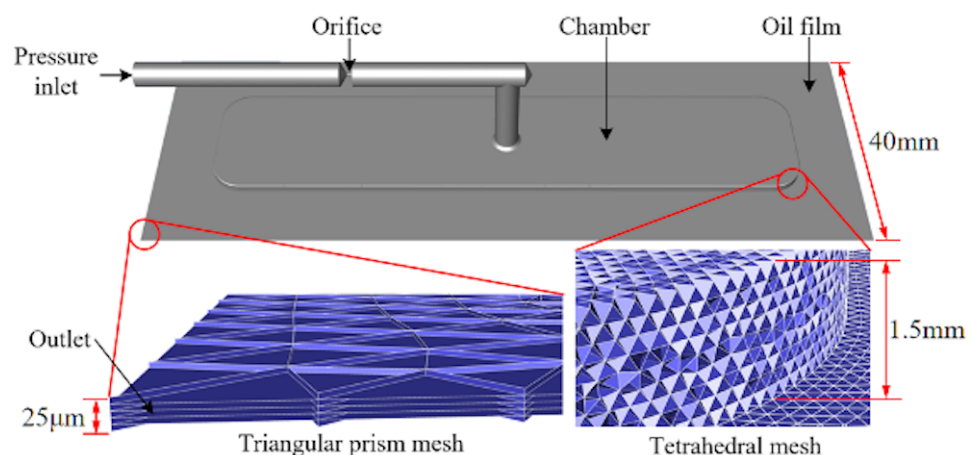 Orifice
Chamber
Oil film
Pressure
inlet
40mm
Outlet
1.5mm
25μm
Triangular prism mesh
Tetrahedral mesh